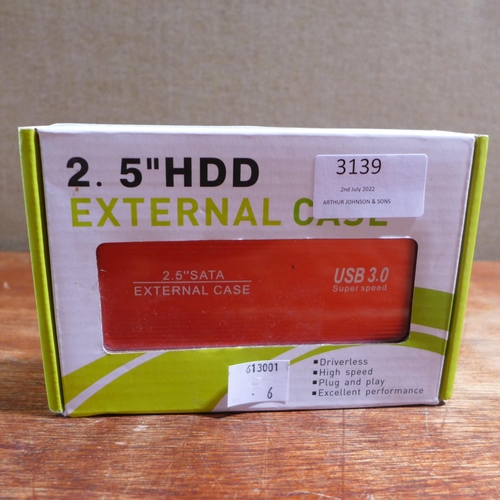 2. 5"HDD
EXTERNAL CASE
3139
2nd July 2022
ARTHUR JOHNSON & SONS
2.5"SATA
EXTERNAL CASE
USB 3.0
Super speed
613001
. 6
▪Driverless
▪High speed
▪Plug and play
▪Excellent performance